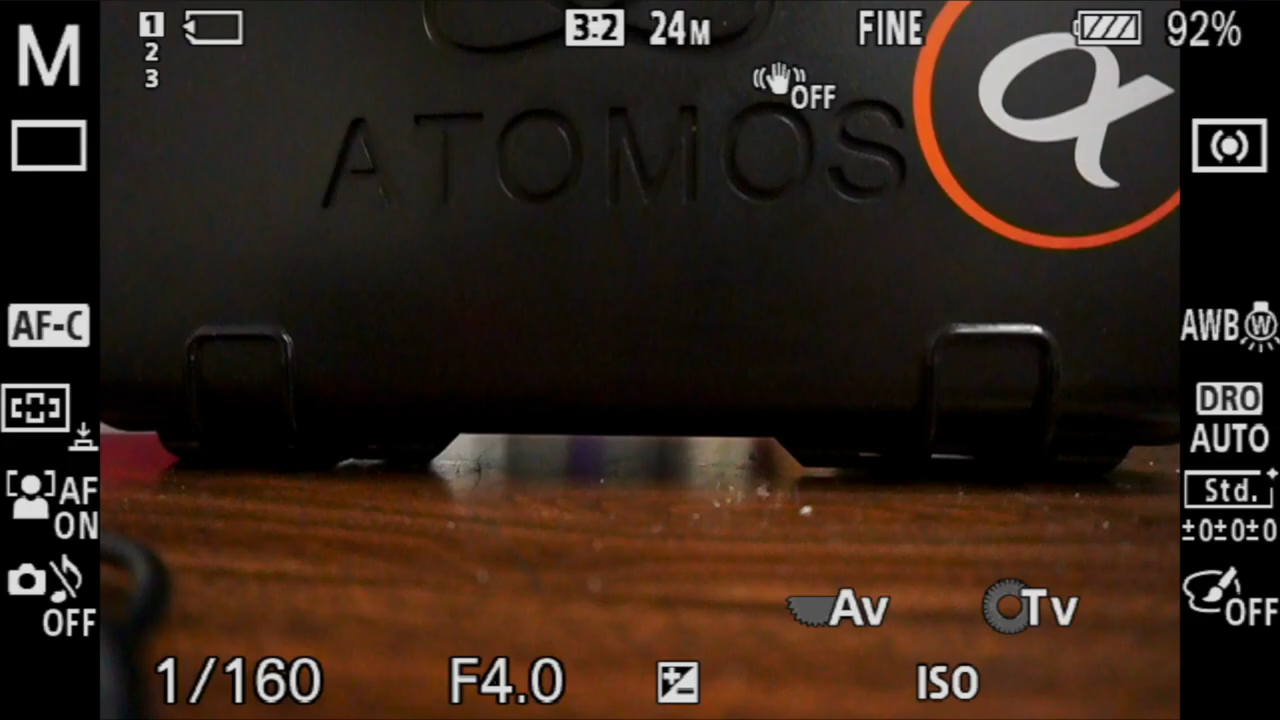 M
1
2
3
3:2
24M
FINE
92%
OFF
ATOMOS
α
AF-C
AWB W
DRO
AUTO
AF
ON
Std.
±0±0±0
OFF
OFF
Av
Tv
1/160
F4.0
ISO